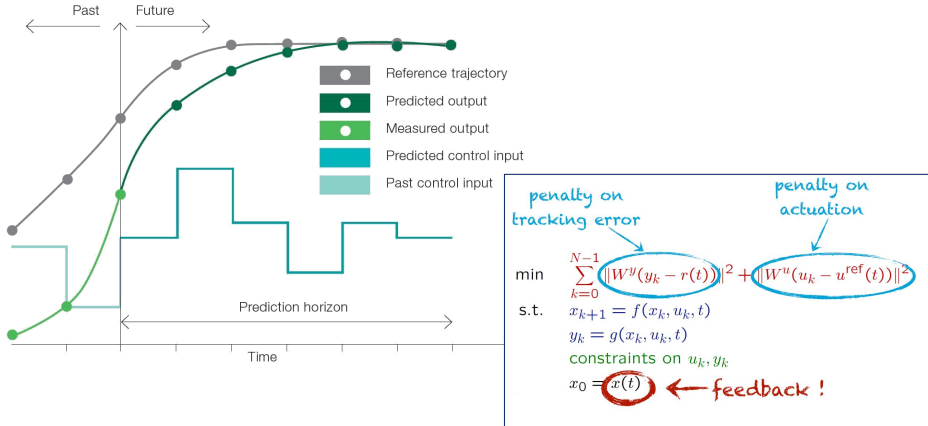 Past Future
Reference trajectory
Predicted output
Measured output
Predicted control input
Past control input
Prediction horizon
Time
penalty on
tracking error
penalty on
actuation
min ∑_{k=0}^{N-1} ‖W^y(y_k − r(t))‖² + ‖W^u(u_k − u^ref(t))‖²
s.t. x_{k+1} = f(x_k, u_k, t)
y_k = g(x_k, u_k, t)
constraints on u_k, y_k
x_0 = x(t) feedback !